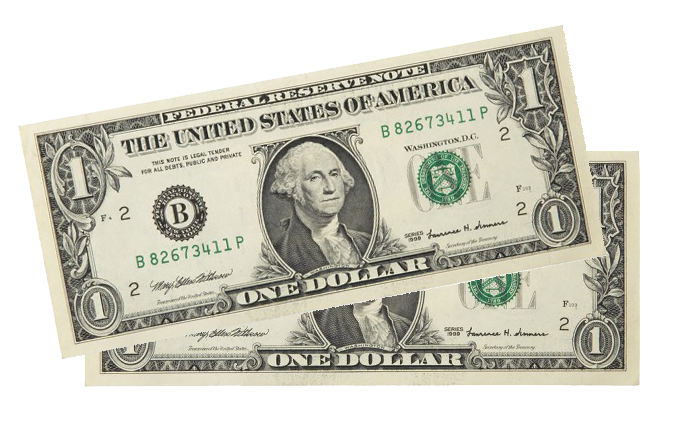 FEDERAL RESERVE NOTE
THE UNITED STATES OF AMERICA
1
1
THIS NOTE IS LEGAL TENDER
FOR ALL DEBTS, PUBLIC AND PRIVATE
B 82673411 P
WASHINGTON, D.C.
2
2
B
ONE
2
B 82673411 P
SERIES
1999
Lawrence H. Summers
Secretary of the Treasury
2
Mary Ellen Withrow
Treasurer of the United States
1
1
ONE DOLLAR
ONE
2
Mary Ellen Withrow
SERIES
1999
Lawrence H. Summers
Treasurer of the United States
Secretary of the Treasury
1
ONE DOLLAR